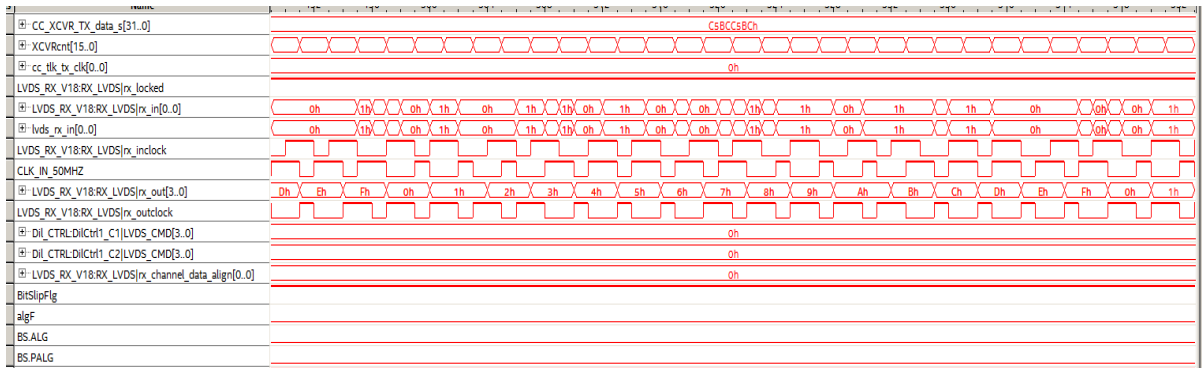 Name
CC_XCVR_TX_data_s[31..0] CsBCCsBCh
XCVRcnt[15..0]
cc_tlk_tx_clk[0..0] 0h
LVDS_RX_V18:RX_LVDS|rx_locked
LVDS_RX_V18:RX_LVDS|rx_in[0..0] 0h 1h 0h 1h 0h 1h 1h 0h 1h 0h 0h 1h 1h 0h 1h 1h 0h 0h 0h 1h
lvds_rx_in[0..0] 0h 1h 0h 1h 0h 1h 1h 0h 1h 0h 0h 1h 1h 0h 1h 1h 0h 0h 0h 1h
LVDS_RX_V18:RX_LVDS|rx_inclock
CLK_IN_50MHZ
LVDS_RX_V18:RX_LVDS|rx_out[3..0] Dh Eh Fh 0h 1h 2h 3h 4h 5h 6h 7h 8h 9h Ah Bh Ch Dh Eh Fh 0h 1h
LVDS_RX_V18:RX_LVDS|rx_outclock
Dil_CTRL:DilCtrl1_C1|LVDS_CMD[3..0] 0h
Dil_CTRL:DilCtrl1_C2|LVDS_CMD[3..0] 0h
LVDS_RX_V18:RX_LVDS|rx_channel_data_align[0..0] 0h
BitSlipFlg
algF
BS.ALG
BS.PALG